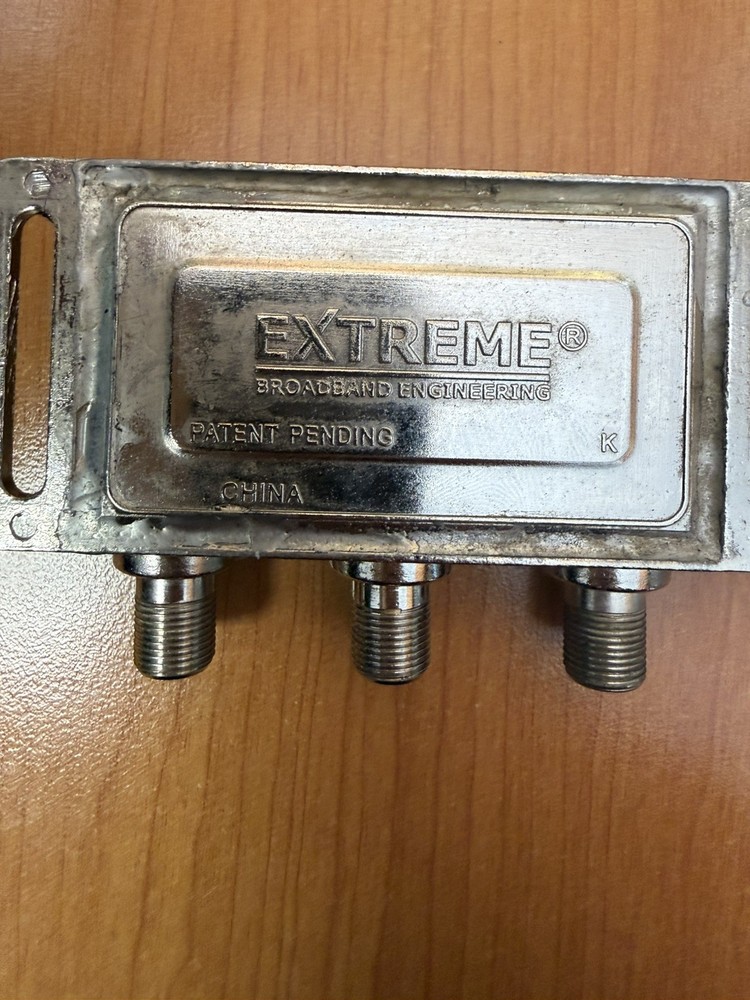 EXTREME®
BROADBAND ENGINEERING
PATENT PENDING K
CHINA